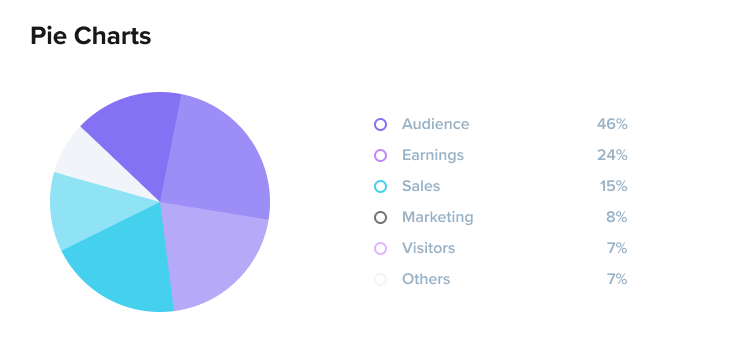 Pie Charts
Audience 46%
Earnings 24%
Sales 15%
Marketing 8%
Visitors 7%
Others 7%